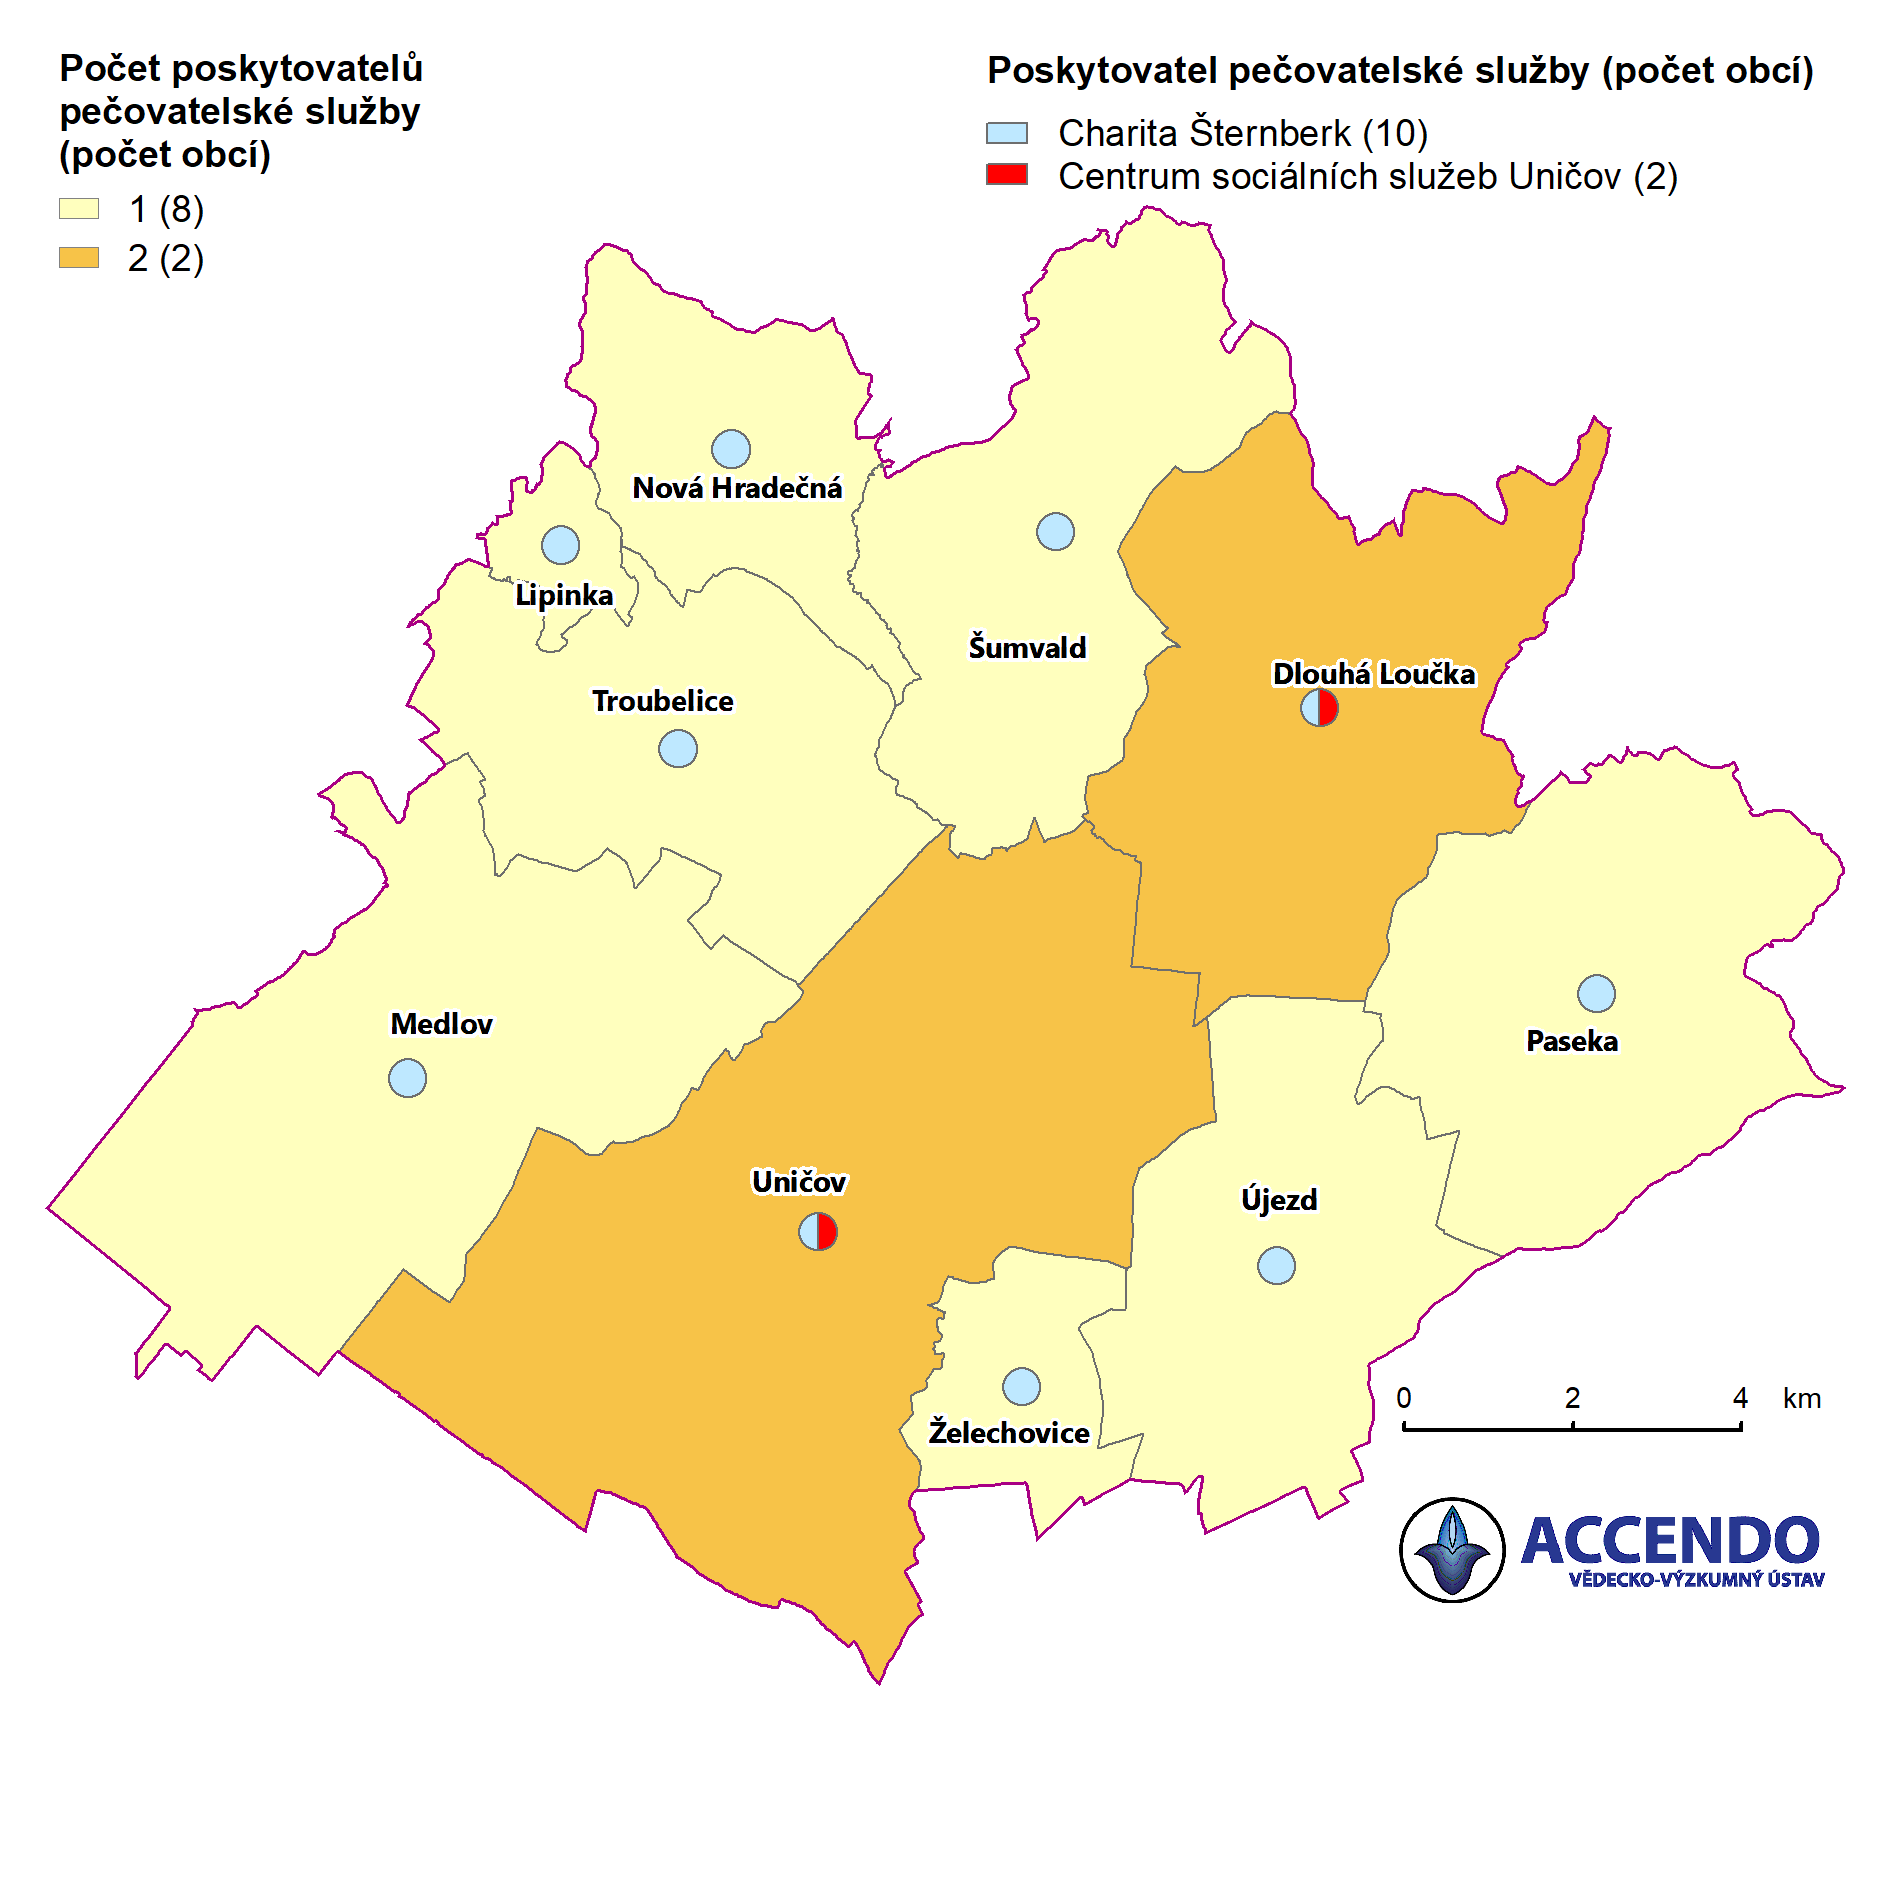 Počet poskytovatelů
pečovatelské služby
(počet obcí)
1 (8)
2 (2)
Poskytovatel pečovatelské služby (počet obcí)
Charita Šternberk (10)
Centrum sociálních služeb Uničov (2)
Nová Hradečná
Lipinka
Šumvald
Dlouhá Loučka
Troubelice
Medlov
Paseka
Uničov
Újezd
Želechovice
0 2 4 km
ACCENDO
VĚDECKO-VÝZKUMNÝ ÚSTAV